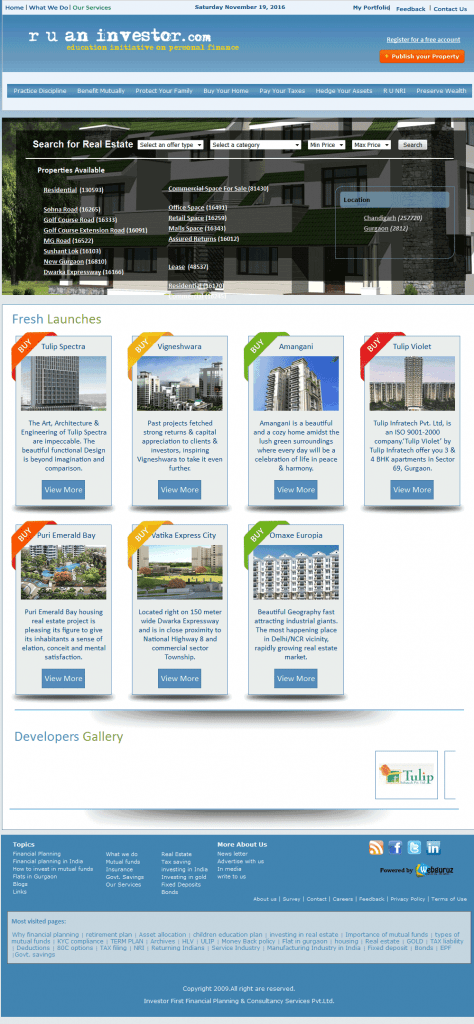 Home | What We Do | Our Services
Saturday November 19, 2016
My Portfolio| Feedback | Contact Us
r u an investor.com
education initiative on personal finance
Register for a free account
Publish your Property
Practice Discipline Benefit Mutually Protect Your Family Buy Your Home Pay Your Taxes Hedge Your Assets R U NRI Preserve Wealth
Search for Real Estate Select an offer type Select a category Min Price Max Price Search
Properties Available
Residential (130593)
Sohna Road (16265)
Golf Course Road (16333)
Golf Course Extension Road (16091)
MG Road (16522)
Sushant Lok (16103)
New Gurgaon (16810)
Dwarka Expressway (16166)
Commercial Space For Sale (81430)
Office Space (16491)
Retail Space (16259)
Malls Space (16343)
Assured Returns (16012)
Lease (48537)
Residential (16170)
Location
Chandigarh (252720)
Gurgaon (2812)
Fresh Launches
BUY
Tulip Spectra
The Art, Architecture &
Engineering of Tulip Spectra
are impeccable. The
beautiful functional Design
is beyond imagination and
comparison.
View More
BUY
Vigneshwara
Past projects fetched
strong returns & capital
appreciation to clients &
investors, inspiring
Vigneshwara to take it even
further.
View More
BUY
Amangani
Amangani is a beautiful
and a cozy home amidst the
lush green surroundings
where every day will be a
celebration of life in peace
& harmony.
View More
BUY
Tulip Violet
Tulip Infratech Pvt. Ltd, is
an ISO 9001-2000
company.'Tulip Violet' by
Tulip Infratech offer you 3 &
4 BHK apartments in Sector
69, Gurgaon.
View More
BUY
Puri Emerald Bay
Puri Emerald Bay housing
real estate project is
pleasing its figure to give
its inhabitants a sense of
elation, conceit and mental
satisfaction.
View More
BUY
Vatika Express City
Located right on 150 meter
wide Dwarka Expressway
and is in close proximity to
National Highway 8 and
commercial sector
Township.
View More
BUY
Omaxe Europia
Beautiful Geography fast
attracting industrial giants.
The most happening place
in Delhi/NCR vicinity,
rapidly growing real estate
market.
View More
Developers Gallery
Tulip
Topics
Financial Planning
Financial planning in India
How to invest in mutual funds
Flats in Gurgaon
Blogs
Links
What we do
Mutual funds
Insurance
Govt. Savings
Our Services
Real Estate
Tax saving
investing in India
Investing in gold
Fixed Deposits
Bonds
More About Us
News letter
Advertise with us
In media
write to us
Powered by Webguruz
About us | Survey | Contact | Careers | Feedback | Privacy Policy | Terms of Use
Most visited pages:
Why financial planning | retirement plan | Asset allocation | children education plan | investing in real estate | Importance of mutual funds | types of
mutual funds | KYC compliance | TERM PLAN | Archives | HLV | ULIP | Money Back policy | Flat in gurgaon | housing | Real estate | GOLD | TAX liability
| Deductions | 80C options | TAX filing | NRI | Returning Indians | Service Industry | Manufacturing Industry in India | Fixed deposit | Bonds | EPF
|Govt. savings
Copyright 2009.All right are reserved.
Investor First Financial Planning & Consultancy Services Pvt.Ltd.